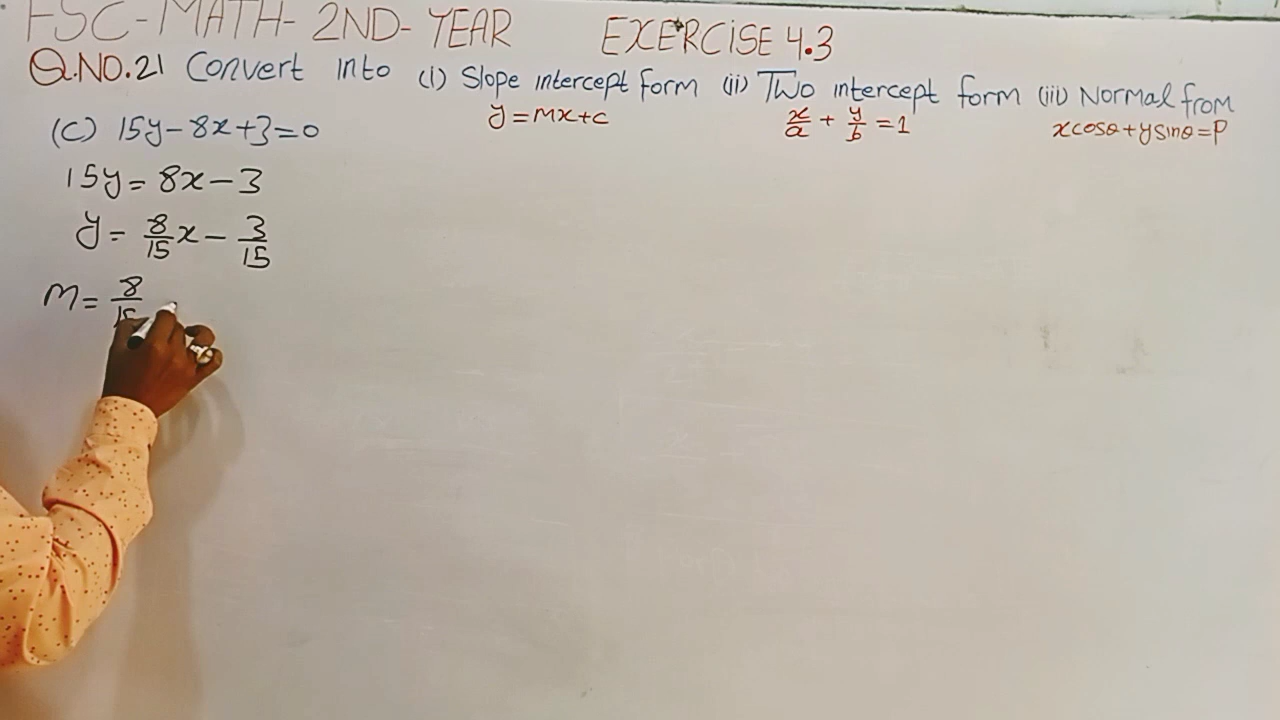 FSC-MATH-2ND-YEAR EXERCISE 4.3
Q.NO.21 Convert into (i) Slope intercept form (ii) Two intercept form (iii) Normal from
y=mx+c x/a + y/b =1 xcosθ+ysinθ=P
(C) 15y-8x+3=0
15y=8x-3
y= 8/15 x - 3/15
m= 8/15